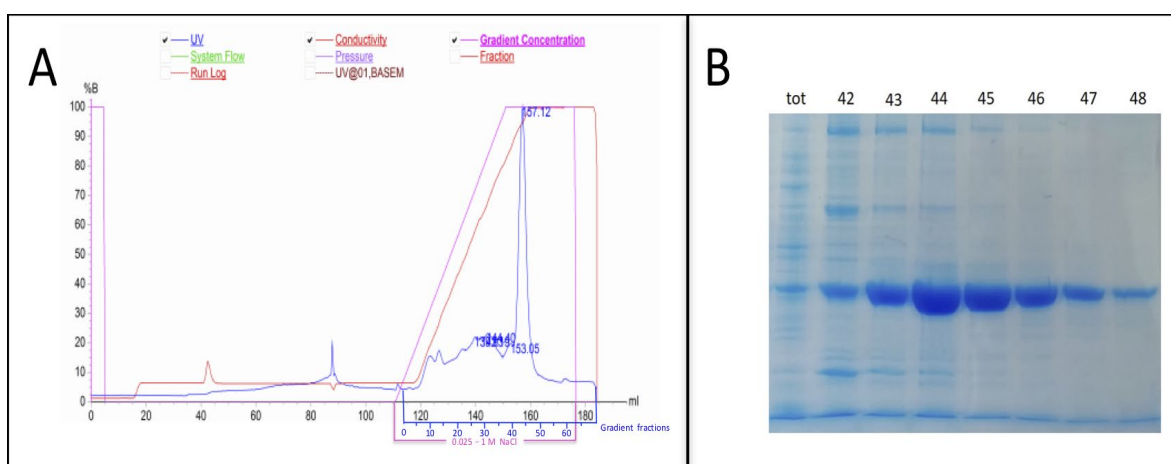 A
UV
Conductivity
Gradient Concentration
System Flow
Pressure
Fraction
Run Log
UV@01,BASEM
%B
100
90
80
70
60
50
40
30
20
10
0
157.12
153.05
0 20 40 60 80 100 120 140 160 180 ml
0 10 20 30 40 50 60 Gradient fractions
0.025 - 1 M NaCl
B
tot 42 43 44 45 46 47 48